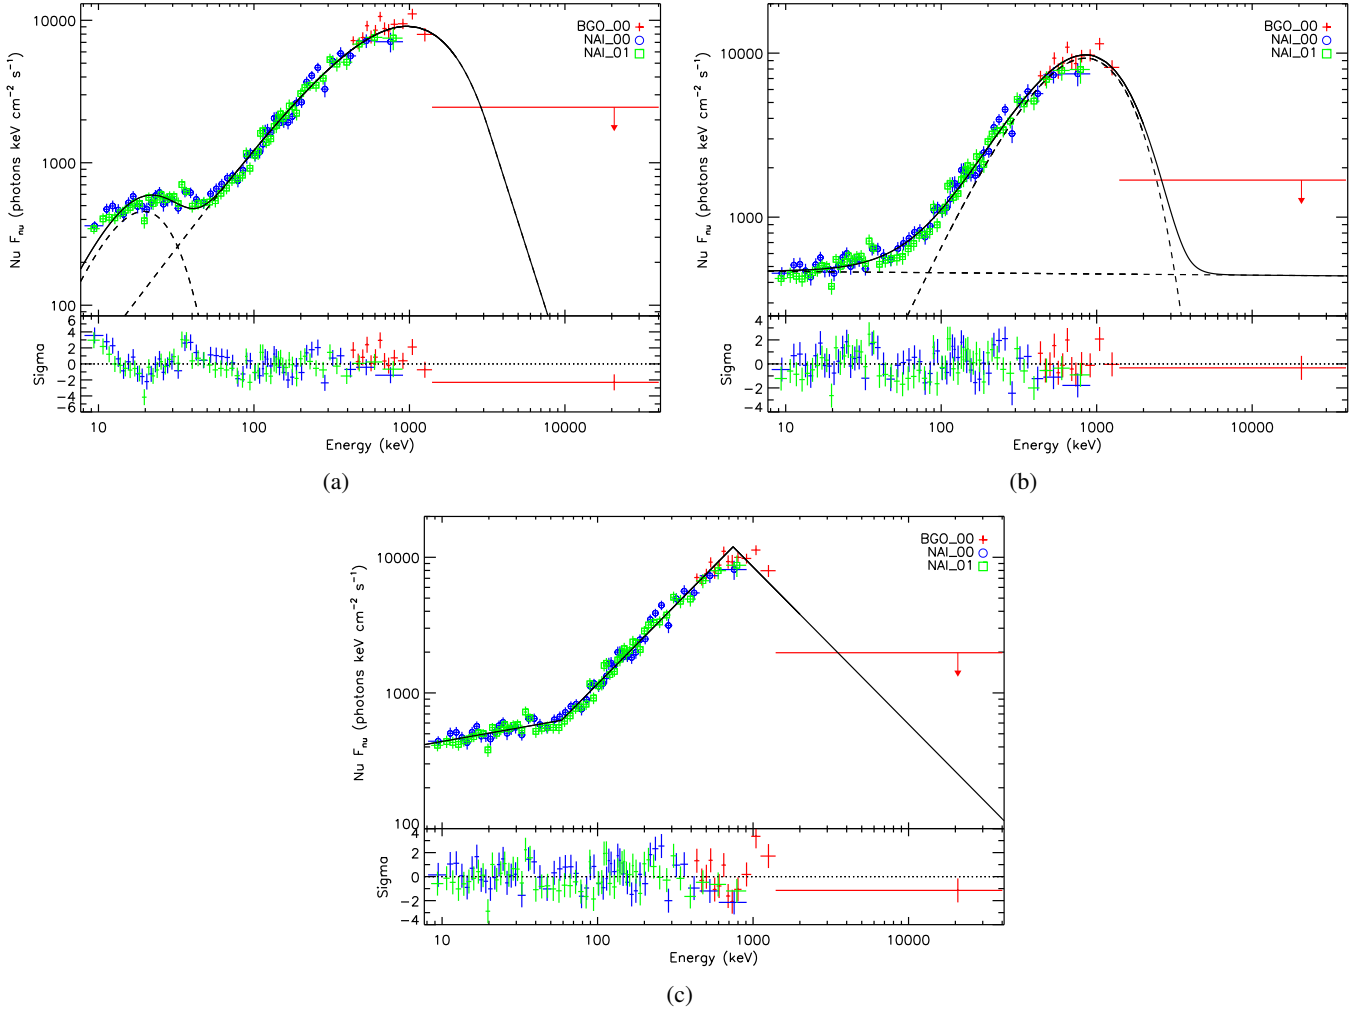 10000
1000
100
Nu Fnu (photons keV cm-2 s-1)
BGO_00
NAI_00
NAI_01
6
4
2
0
-2
-4
-6
Sigma
10 100 1000 10000
Energy (keV)
(a)
10000
1000
Nu Fnu (photons keV cm-2 s-1)
BGO_00
NAI_00
NAI_01
4
2
0
-2
-4
Sigma
10 100 1000 10000
Energy (keV)
(b)
10000
1000
100
Nu Fnu (photons keV cm-2 s-1)
BGO_00
NAI_00
NAI_01
4
2
0
-2
-4
Sigma
10 100 1000 10000
Energy (keV)
(c)